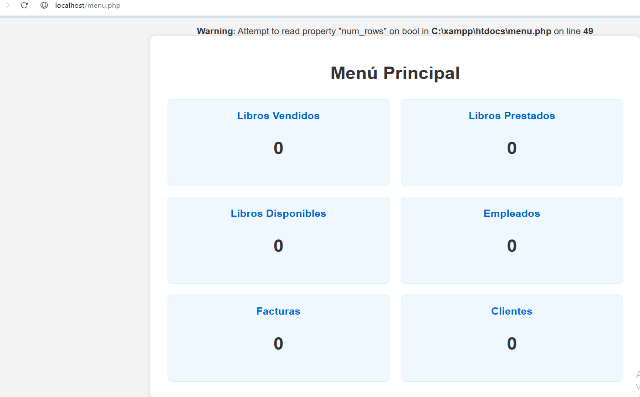 localhost/menu.php
Warning: Attempt to read property "num_rows" on bool in C:\xampp\htdocs\menu.php on line 49
Menú Principal
Libros Vendidos
0
Libros Prestados
0
Libros Disponibles
0
Empleados
0
Facturas
0
Clientes
0